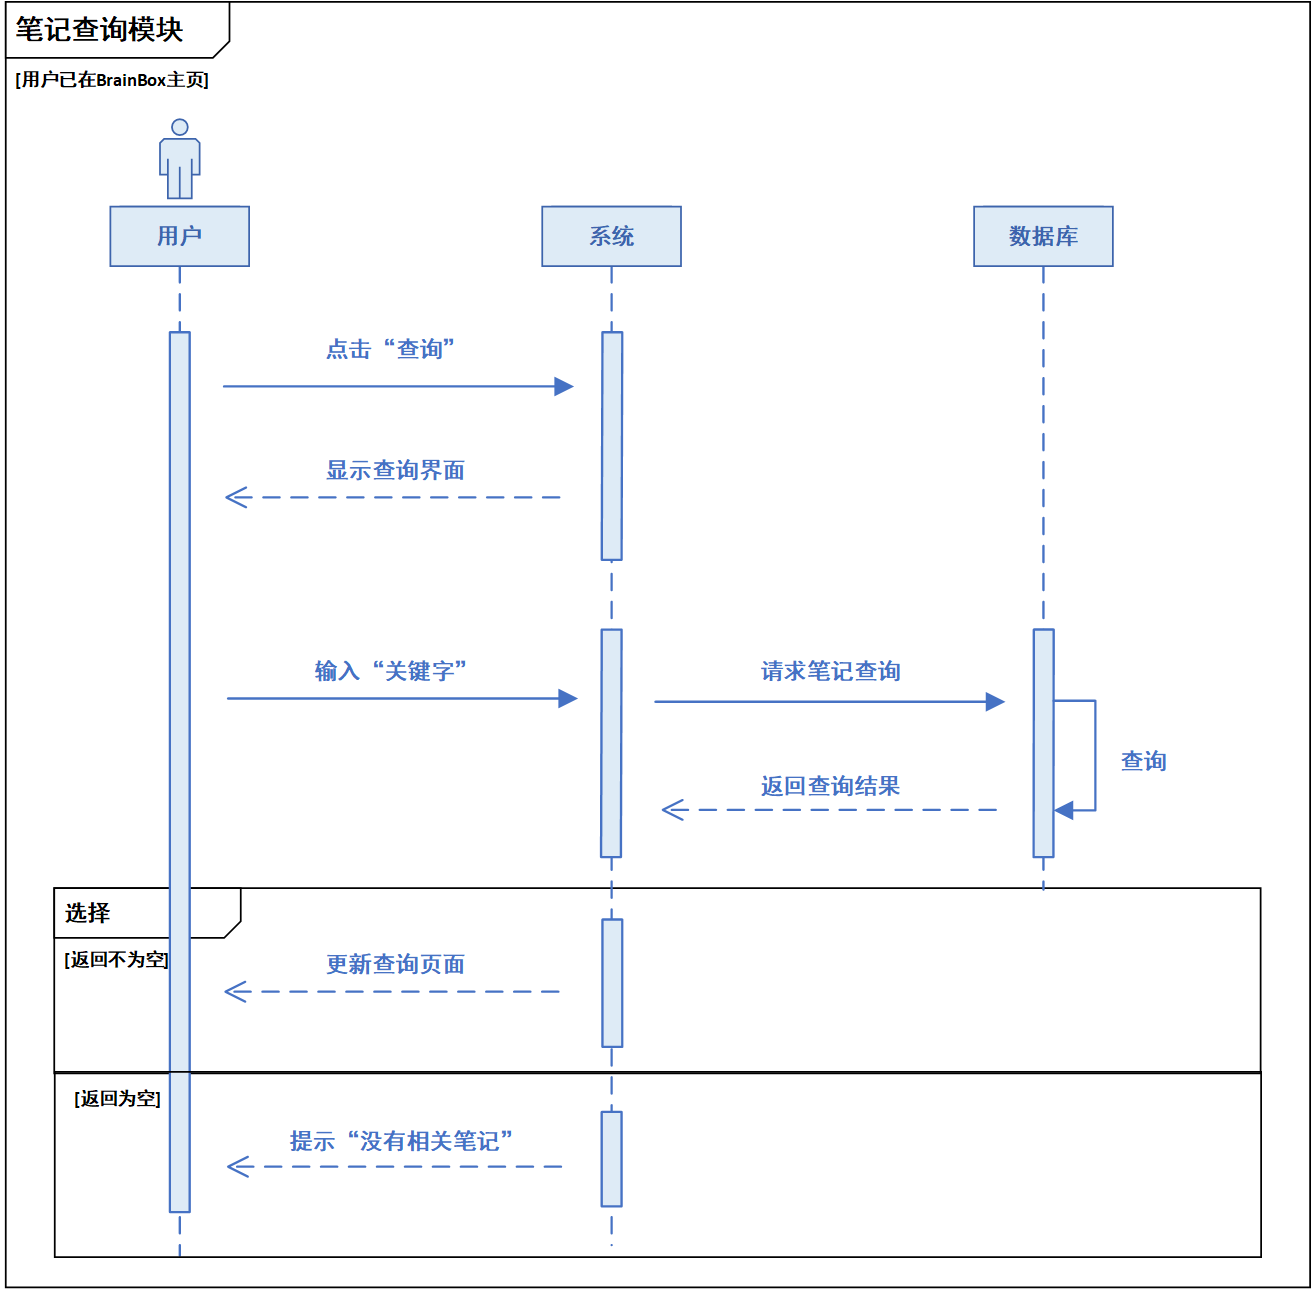 笔记查询模块
[用户已在BrainBox主页]
用户
系统
数据库
点击“查询”
显示查询界面
输入“关键字”
请求笔记查询
查询
返回查询结果
选择
[返回不为空]
更新查询页面
[返回为空]
提示“没有相关笔记”